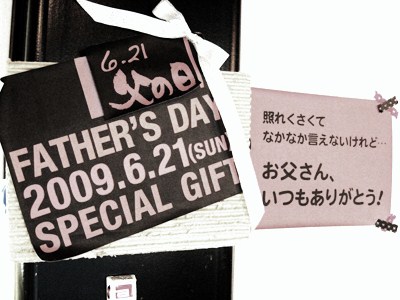 6.21
父の日
FATHER'S DAY
2009.6.21(SUN)
SPECIAL GIFT
照れくさくて
なかなか言えないけれど…
お父さん、
いつもありがとう!